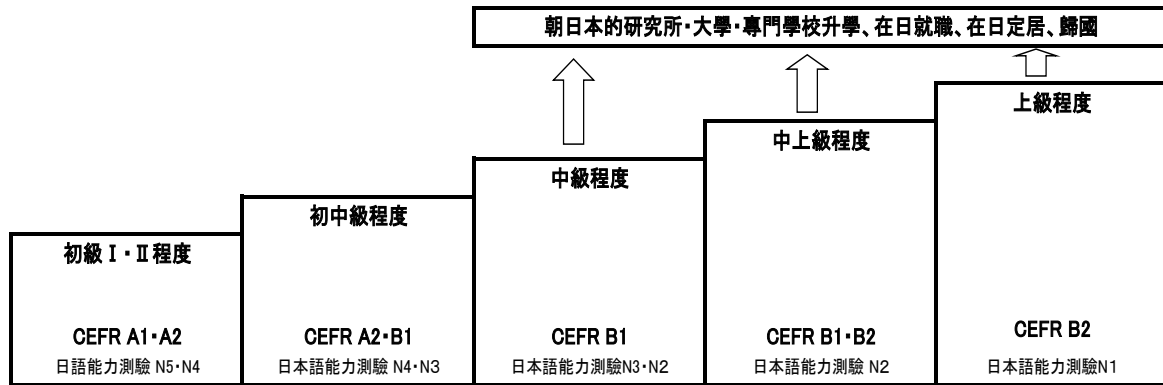 朝日本的研究所・大學・專門學校升學、在日就職、在日定居、歸國
初級Ⅰ・Ⅱ程度
CEFR A1・A2
日語能力測驗 N5・N4
初中級程度
CEFR A2・B1
日本語能力測驗 N4・N3
中級程度
CEFR B1
日本語能力測驗N3・N2
中上級程度
CEFR B1・B2
日本語能力測驗 N2
上級程度
CEFR B2
日本語能力測驗N1